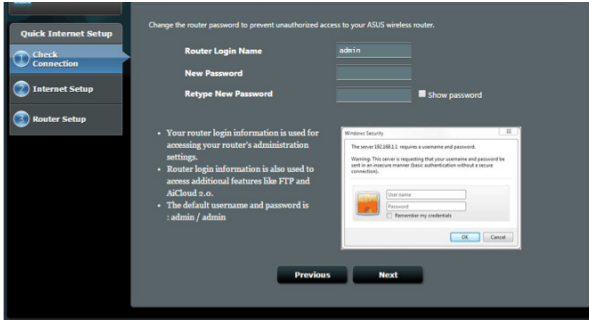 Quick Internet Setup
1
Check
Connection
2
Internet Setup
3
Router Setup
Change the router password to prevent unauthorized access to your ASUS wireless router.
Router Login Name
admin
New Password
Retype New Password
Show password
• Your router login information is used for
accessing your router's administration
settings.
• Router login information is also used to
access additional features like FTP and
AiCloud 2.0.
• The default username and password is
: admin / admin
Windows Security
The server 192.168.1.1 requires a username and password.
Warning: This server is requesting that your username and password be
sent in an insecure manner (basic authentication without a secure
connection).
User name
Password
Remember my credentials
OK
Cancel
Previous
Next